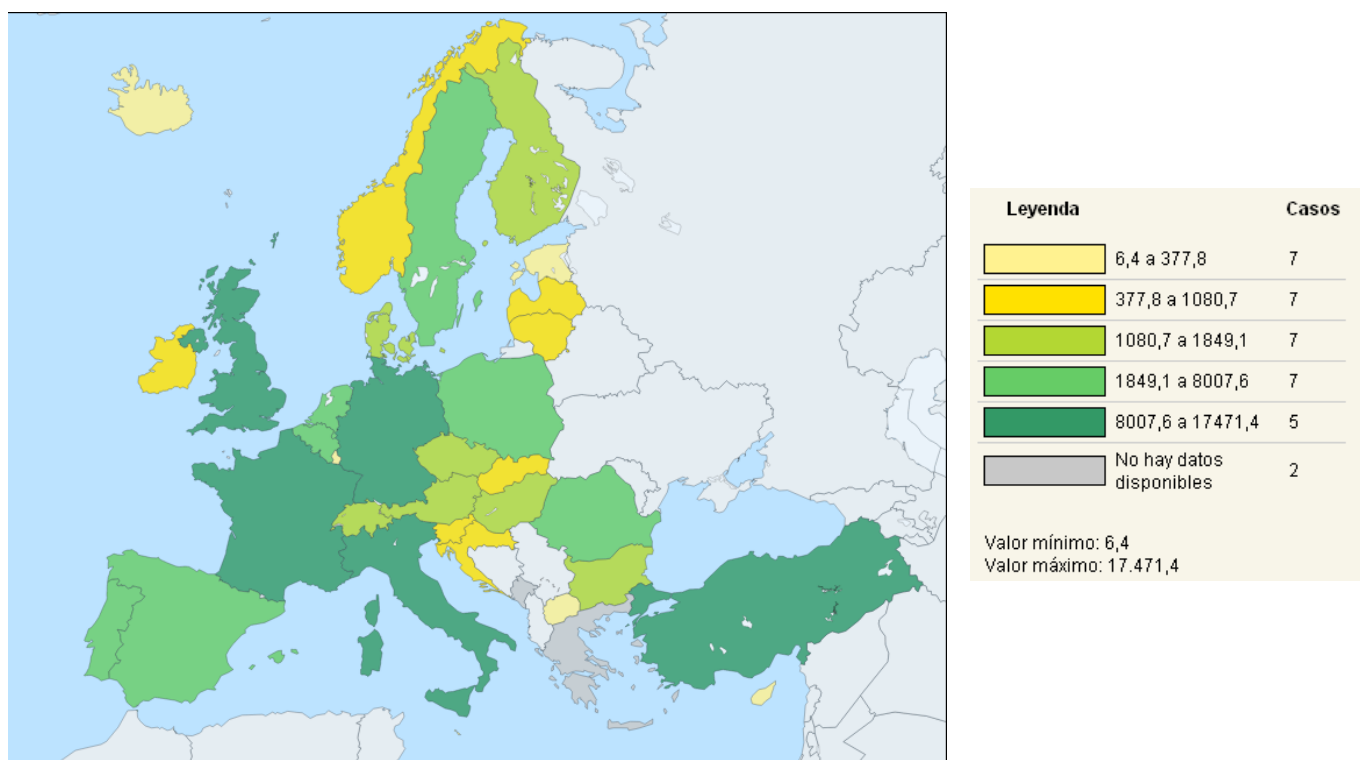 Leyenda Casos
6,4 a 377,8 7
377,8 a 1080,7 7
1080,7 a 1849,1 7
1849,1 a 8007,6 7
8007,6 a 17471,4 5
No hay datos
disponibles 2
Valor mínimo: 6,4
Valor máximo: 17.471,4